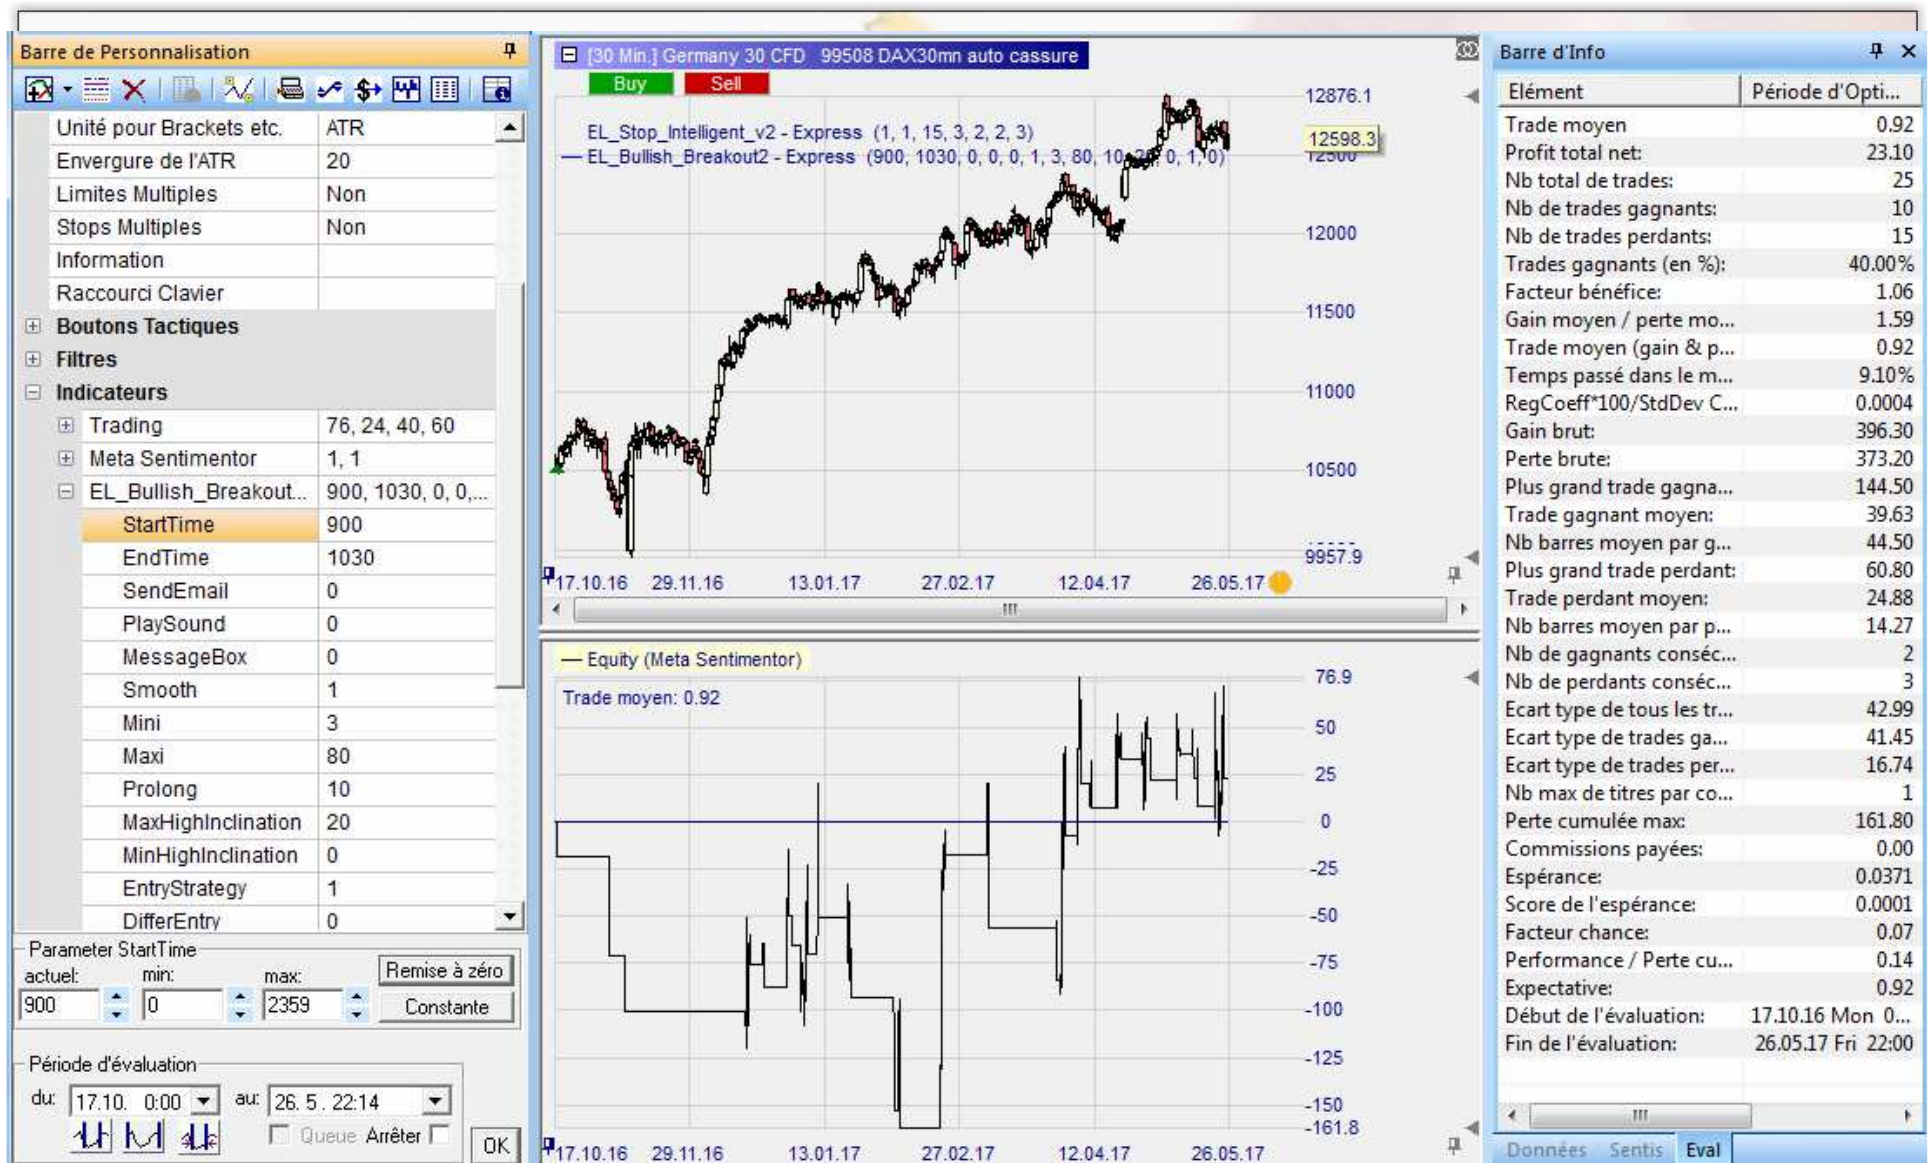 Barre de Personnalisation
Unité pour Brackets etc. ATR
Envergure de l'ATR 20
Limites Multiples Non
Stops Multiples Non
Information
Raccourci Clavier
Boutons Tactiques
Filtres
Indicateurs
Trading 76, 24, 40, 60
Meta Sentimentor 1, 1
EL_Bullish_Breakout... 900, 1030, 0, 0,...
StartTime 900
EndTime 1030
SendEmail 0
PlaySound 0
MessageBox 0
Smooth 1
Mini 3
Maxi 80
Prolong 10
MaxHighInclination 20
MinHighInclination 0
EntryStrategy 1
DifferEntry 0
Parameter StartTime
actuel: min: max: Remise à zéro
900 0 2359 Constante
Période d'évaluation
du: 17.10. 0:00 au: 26. 5 . 22:14
Queue Arrêter OK
[30 Min.] Germany 30 CFD 99508 DAX30mn auto cassure
Buy Sell
EL_Stop_Intelligent_v2 - Express (1, 1, 15, 3, 2, 2, 3)
EL_Bullish_Breakout2 - Express (900, 1030, 0, 0, 0, 1, 3, 80, 10, 20, 0, 1, 0)
12876.1
12598.3
12500
12000
11500
11000
10500
9957.9
17.10.16 29.11.16 13.01.17 27.02.17 12.04.17 26.05.17
Equity (Meta Sentimentor)
Trade moyen: 0.92
76.9
50
25
0
-25
-50
-75
-100
-125
-150
-161.8
17.10.16 29.11.16 13.01.17 27.02.17 12.04.17 26.05.17
Barre d'Info
Elément Période d'Opti...
Trade moyen 0.92
Profit total net: 23.10
Nb total de trades: 25
Nb de trades gagnants: 10
Nb de trades perdants: 15
Trades gagnants (en %): 40.00%
Facteur bénéfice: 1.06
Gain moyen / perte mo... 1.59
Trade moyen (gain & p... 0.92
Temps passé dans le m... 9.10%
RegCoeff*100/StdDev C... 0.0004
Gain brut: 396.30
Perte brute: 373.20
Plus grand trade gagna... 144.50
Trade gagnant moyen: 39.63
Nb barres moyen par g... 44.50
Plus grand trade perdant: 60.80
Trade perdant moyen: 24.88
Nb barres moyen par p... 14.27
Nb de gagnants conséc... 2
Nb de perdants conséc... 3
Ecart type de tous les tr... 42.99
Ecart type de trades ga... 41.45
Ecart type de trades per... 16.74
Nb max de titres par co... 1
Perte cumulée max: 161.80
Commissions payées: 0.00
Espérance: 0.0371
Score de l'espérance: 0.0001
Facteur chance: 0.07
Performance / Perte cu... 0.14
Expectative: 0.92
Début de l'évaluation: 17.10.16 Mon 0...
Fin de l'évaluation: 26.05.17 Fri 22:00
Données Sentis Eval